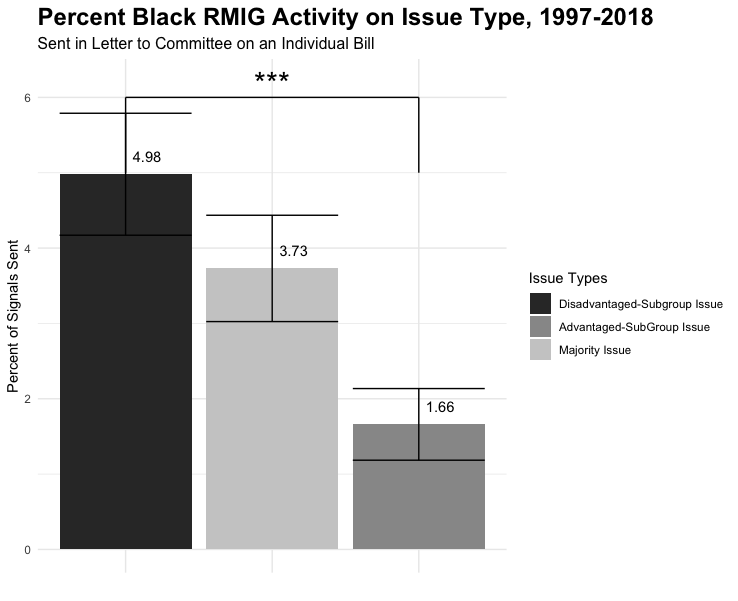 Percent Black RMIG Activity on Issue Type, 1997-2018
Sent in Letter to Committee on an Individual Bill
***
6
4.98
4
3.73
Percent of Signals Sent
Issue Types
Disadvantaged-Subgroup Issue
Advantaged-SubGroup Issue
Majority Issue
2
1.66
0